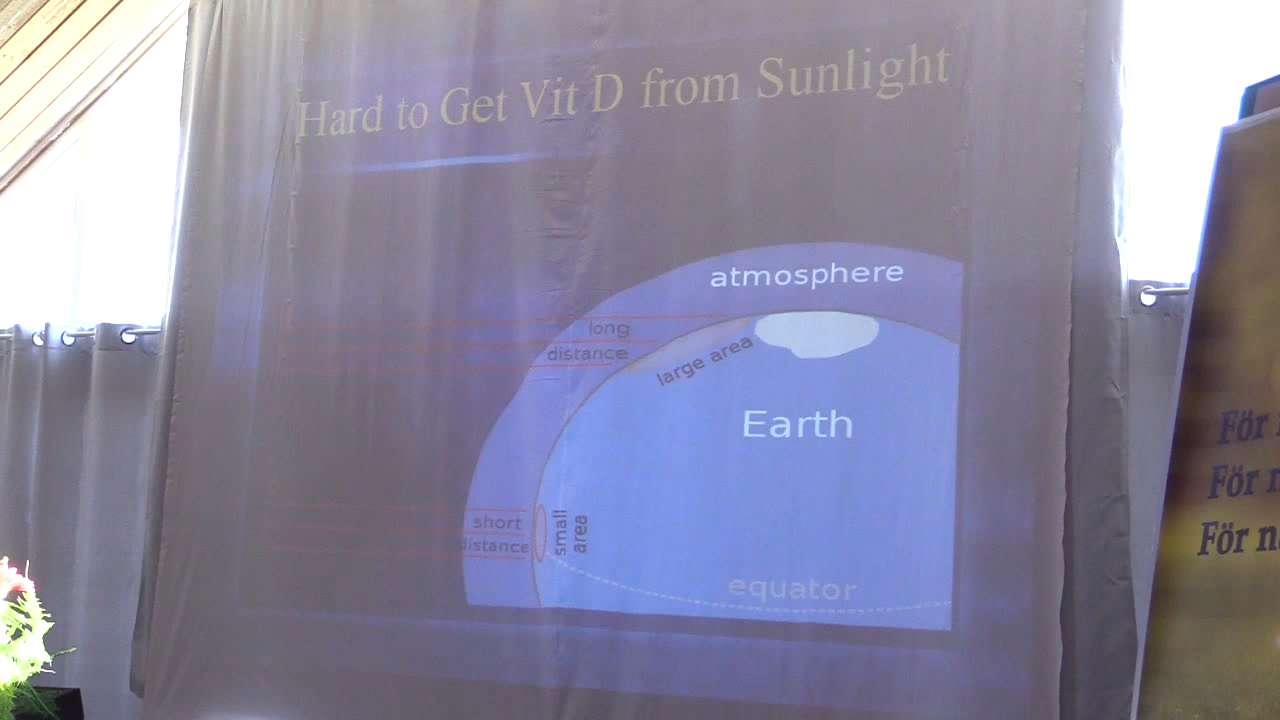 Hard to Get Vit D from Sunlight
atmosphere
long
distance
large area
Earth
short
distance
small
area
equator
För
För
För